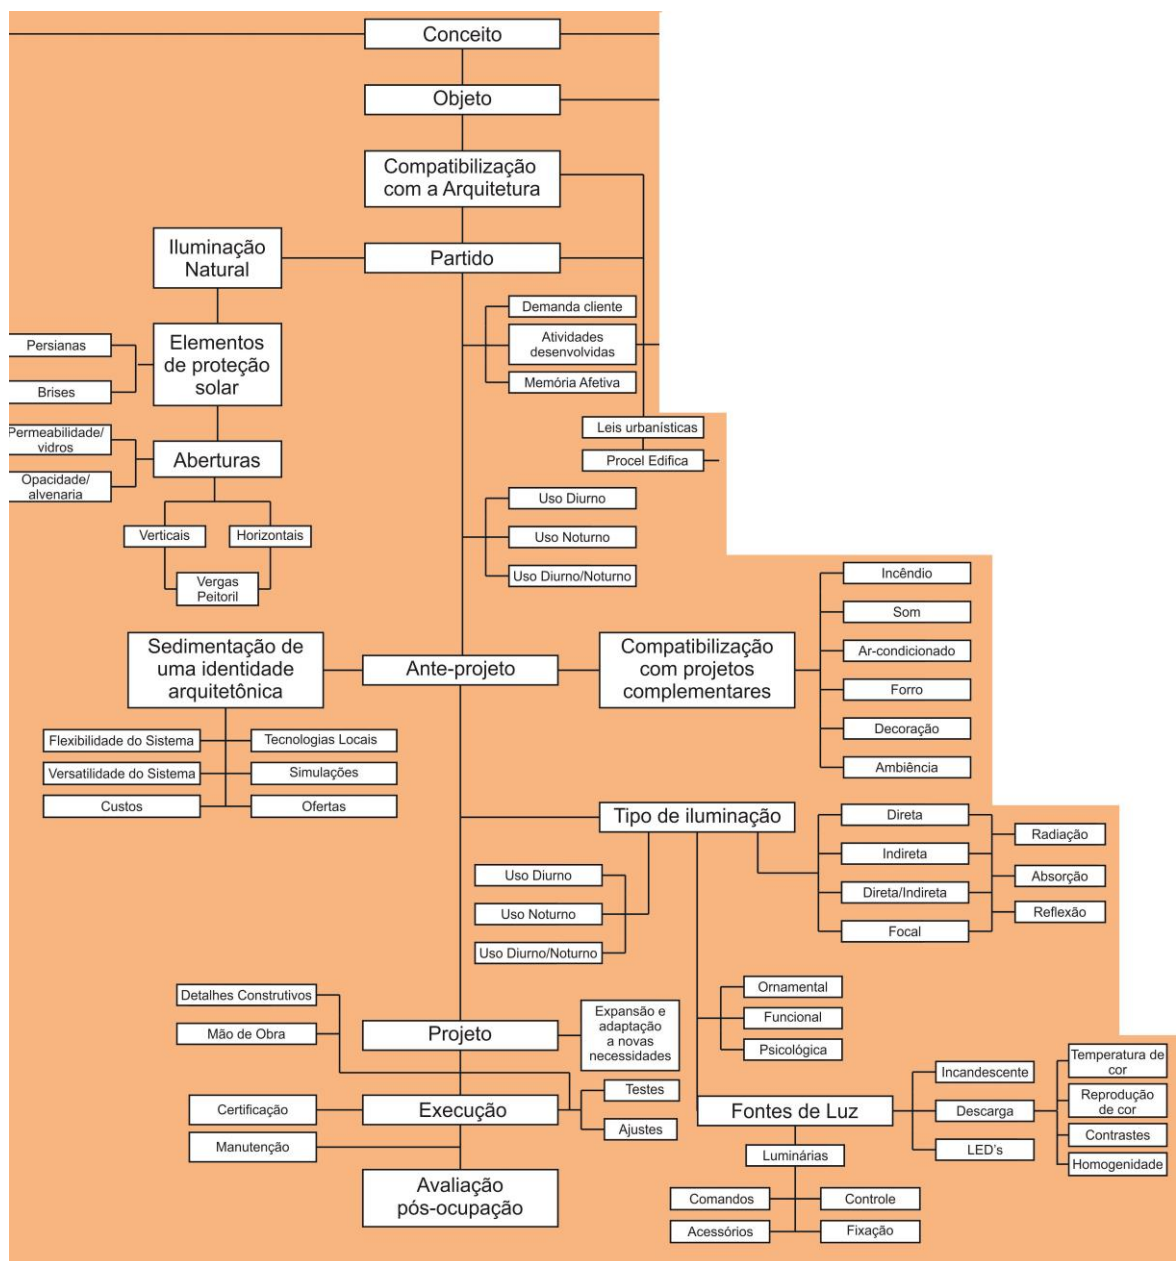 Conceito
Objeto
Compatibilização
com a Arquitetura
Iluminação
Natural
Partido
Demanda cliente
Atividades
desenvolvidas
Memória Afetiva
Elementos
de proteção
solar
Persianas
Brises
Permeabilidade/
vidros
Opacidade/
alvenaria
Aberturas
Verticais
Horizontais
Vergas
Peitoril
Leis urbanísticas
Procel Edifica
Uso Diurno
Uso Noturno
Uso Diurno/Noturno
Sedimentação de
uma identidade
arquitetônica
Ante-projeto
Compatibilização
com projetos
complementares
Incêndio
Som
Ar-condicionado
Forro
Decoração
Ambiência
Flexibilidade do Sistema
Tecnologias Locais
Versatilidade do Sistema
Simulações
Custos
Ofertas
Tipo de iluminação
Direta
Indireta
Direta/Indireta
Focal
Radiação
Absorção
Reflexão
Uso Diurno
Uso Noturno
Uso Diurno/Noturno
Detalhes Construtivos
Mão de Obra
Projeto
Expansão e
adaptação
a novas
necessidades
Ornamental
Funcional
Psicológica
Certificação
Execução
Testes
Ajustes
Manutenção
Avaliação
pós-ocupação
Fontes de Luz
Incandescente
Descarga
LED's
Temperatura de
cor
Reprodução
de cor
Contrastes
Homogenidade
Luminárias
Comandos
Controle
Acessórios
Fixação